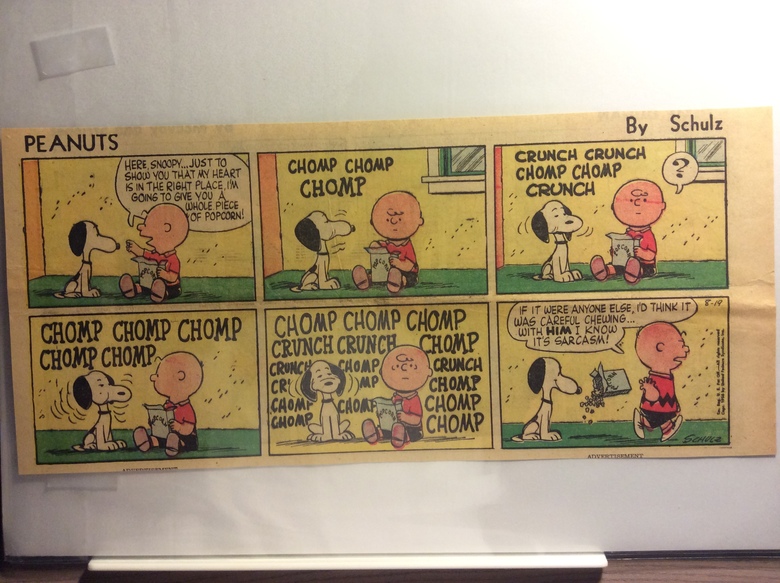 PEANUTS
By Schulz
HERE, SNOOPY...JUST TO
SHOW YOU THAT MY HEART
IS IN THE RIGHT PLACE, I'M
GOING TO GIVE YOU A
WHOLE PIECE
OF POPCORN!
CHOMP CHOMP
CHOMP
CRUNCH CRUNCH
CHOMP CHOMP
CRUNCH
?
CHOMP CHOMP CHOMP
CHOMP CHOMP
CHOMP CHOMP CHOMP
CRUNCH CRUNCH CHOMP
CRUNCH CHOMP CRUNCH
CR MP CHOMP
CHOMP CHOMP CHOMP
CHOMP CHOMP
IF IT WERE ANYONE ELSE, I'D THINK IT
WAS CAREFUL CHEWING...
WITH HIM I KNOW
IT'S SARCASM!
8-19
SCHULZ
ADVERTISEMENT
ADVERTISEMENT